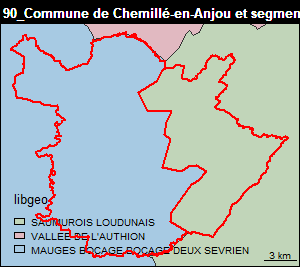 90_Commune de Chemillé-en-Anjou et segmen
libgeo
SAUMUROIS LOUDUNAIS
VALLEE DE L'AUTHION
MAUGES BOCAGE BOCAGE DEUX SEVRIEN
3 km